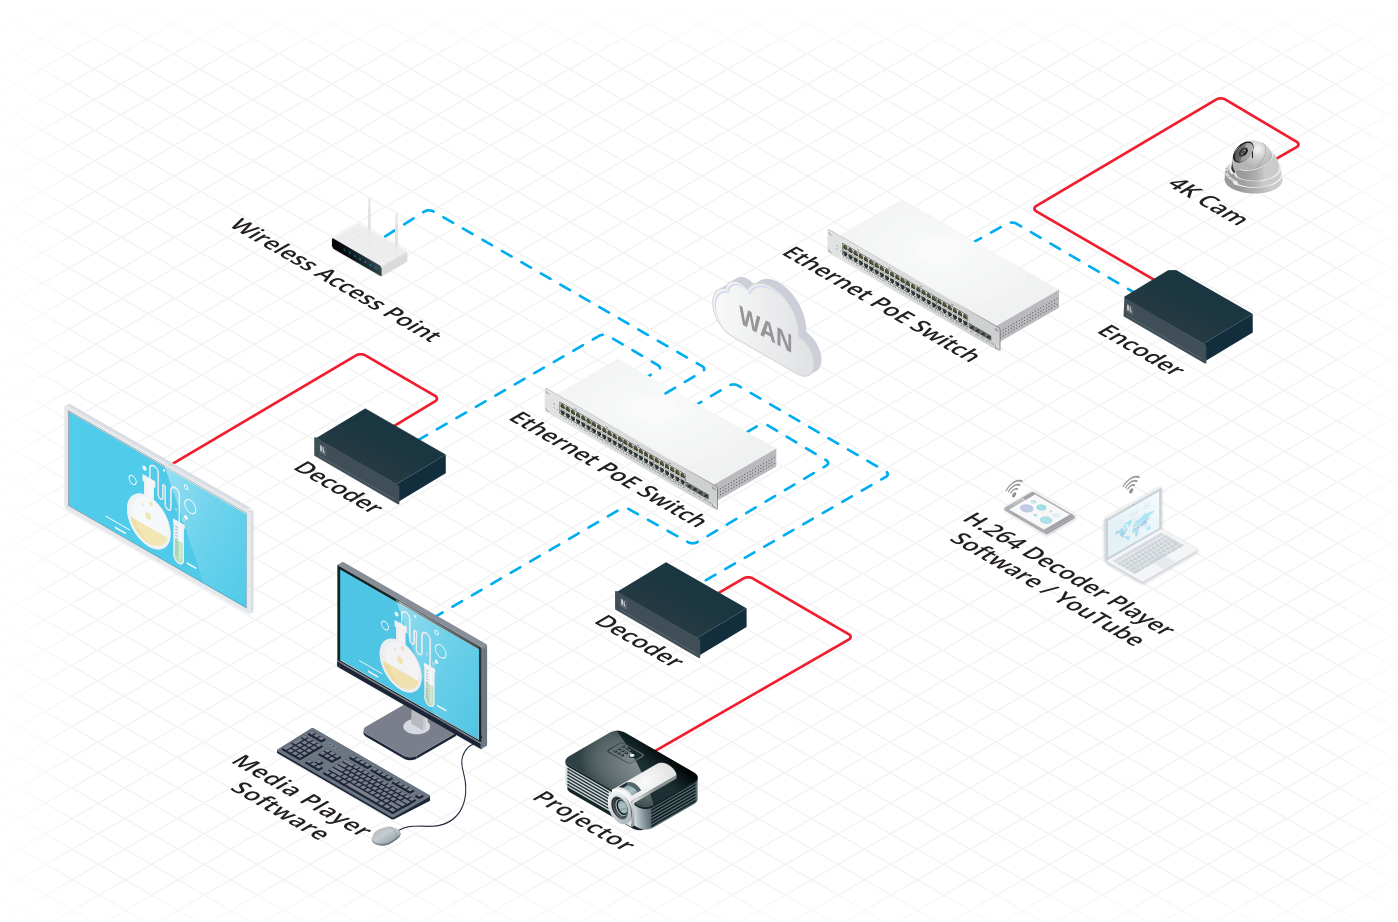 4K Cam
Wireless Access Point
Ethernet PoE Switch
WAN
Encoder
Decoder
Ethernet PoE Switch
H.264 Decoder Player
Software / YouTube
Decoder
Media Player
Software
Projector